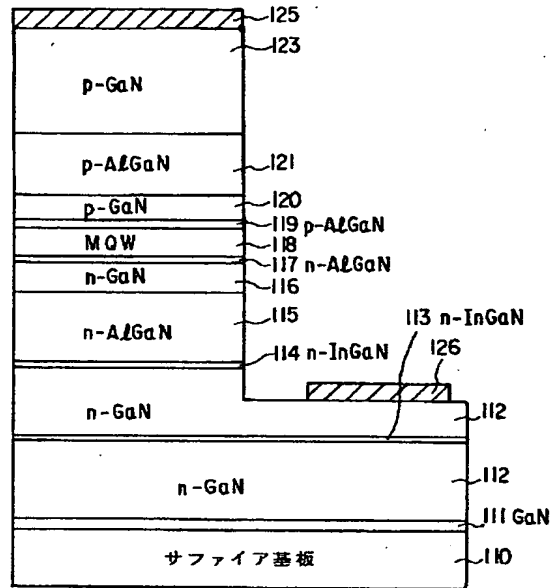 125
123
p-GaN
p-AlGaN
121
p-GaN
120
119 p-AlGaN
MQW
118
117 n-AlGaN
n-GaN
116
n-AlGaN
115
113 n-InGaN
114 n-InGaN
126
n-GaN
112
n-GaN
112
111 GaN
サファイア基板
110